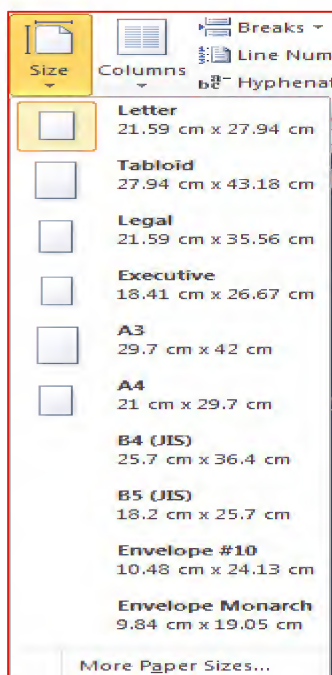 Breaks
Line Num
Size
Columns
Hyphenat
Letter
21.59 cm x 27.94 cm
Tabloid
27.94 cm x 43.18 cm
Legal
21.59 cm x 35.56 cm
Executive
18.41 cm x 26.67 cm
A3
29.7 cm x 42 cm
A4
21 cm x 29.7 cm
B4 (JIS)
25.7 cm x 36.4 cm
B5 (JIS)
18.2 cm x 25.7 cm
Envelope #10
10.48 cm x 24.13 cm
Envelope Monarch
9.84 cm x 19.05 cm
More Paper Sizes...